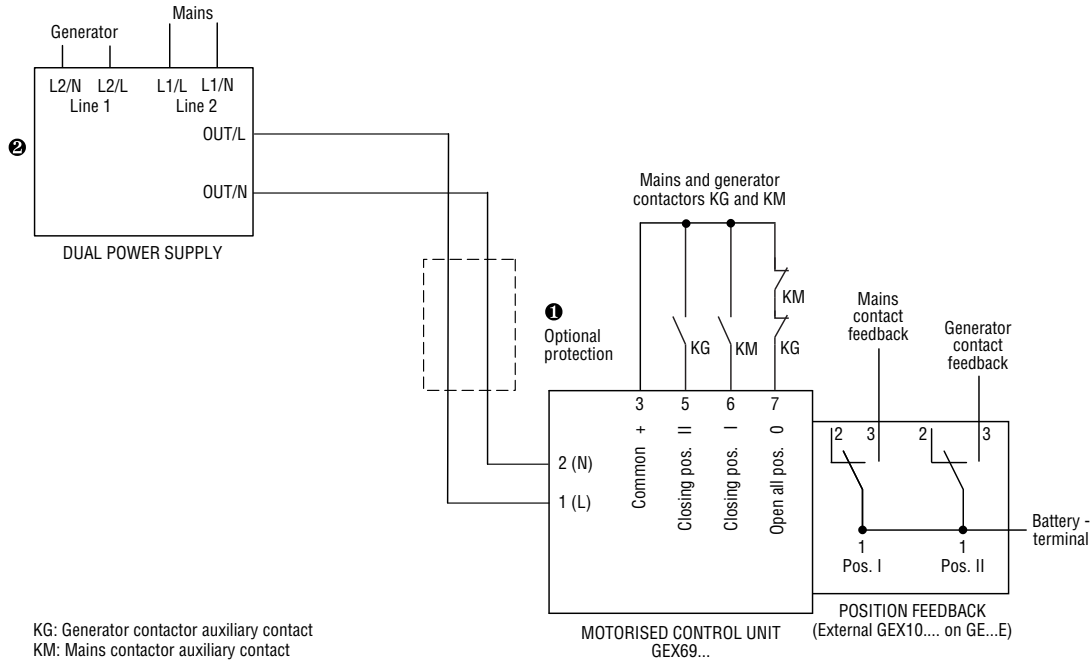 Mains
Generator
L2/N L2/L L1/L L1/N
Line 1 Line 2
OUT/L
❷
OUT/N
DUAL POWER SUPPLY
Mains and generator
contactors KG and KM
❶
Optional
protection
KG
KM
KM
KG
Mains
contact
feedback
Generator
contact
feedback
3 5 6 7
Common +
Closing pos. II
Closing pos. I
Open all pos. 0
2 (N)
1 (L)
2 3 2 3
1 1
Pos. I Pos. II
Battery -
terminal
POSITION FEEDBACK
(External GEX10.... on GE...E)
MOTORISED CONTROL UNIT
GEX69...
KG: Generator contactor auxiliary contact
KM: Mains contactor auxiliary contact